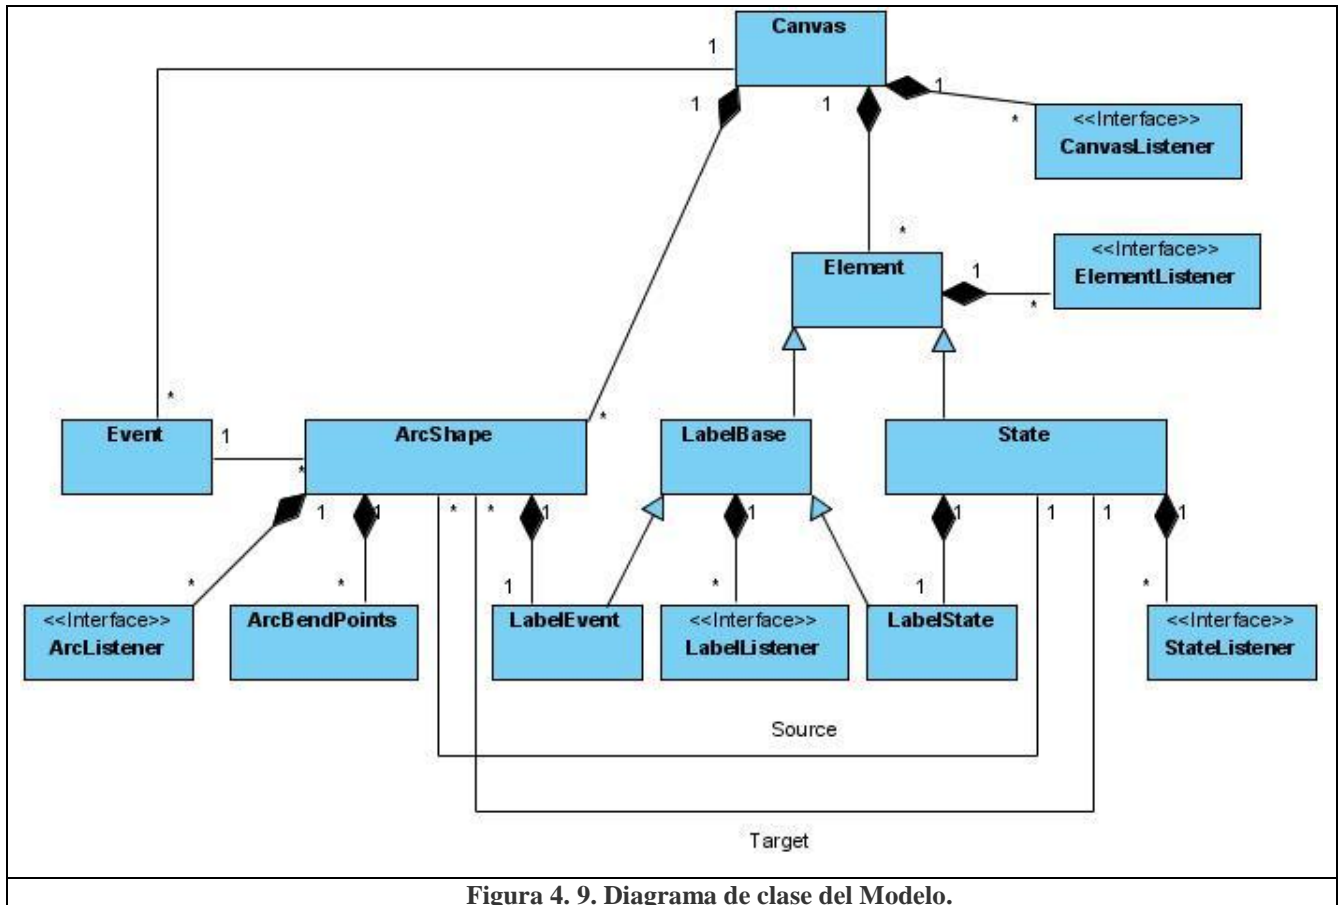 Canvas
1
1
1
1
*
<<Interface>>
CanvasListener
*
<<Interface>>
ElementListener
Element
1
*
*
*
Event
1
*
ArcShape
LabelBase
State
1
1
*
*
1
1
1
1
1
1
*
*
1
*
1
*
<<Interface>>
ArcListener
ArcBendPoints
LabelEvent
<<Interface>>
LabelListener
LabelState
<<Interface>>
StateListener
Source
Target
Figura 4. 9. Diagrama de clase del Modelo.